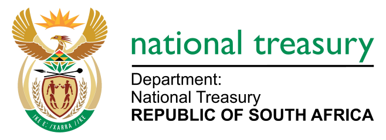 national treasury
Department:
National Treasury
REPUBLIC OF SOUTH AFRICA